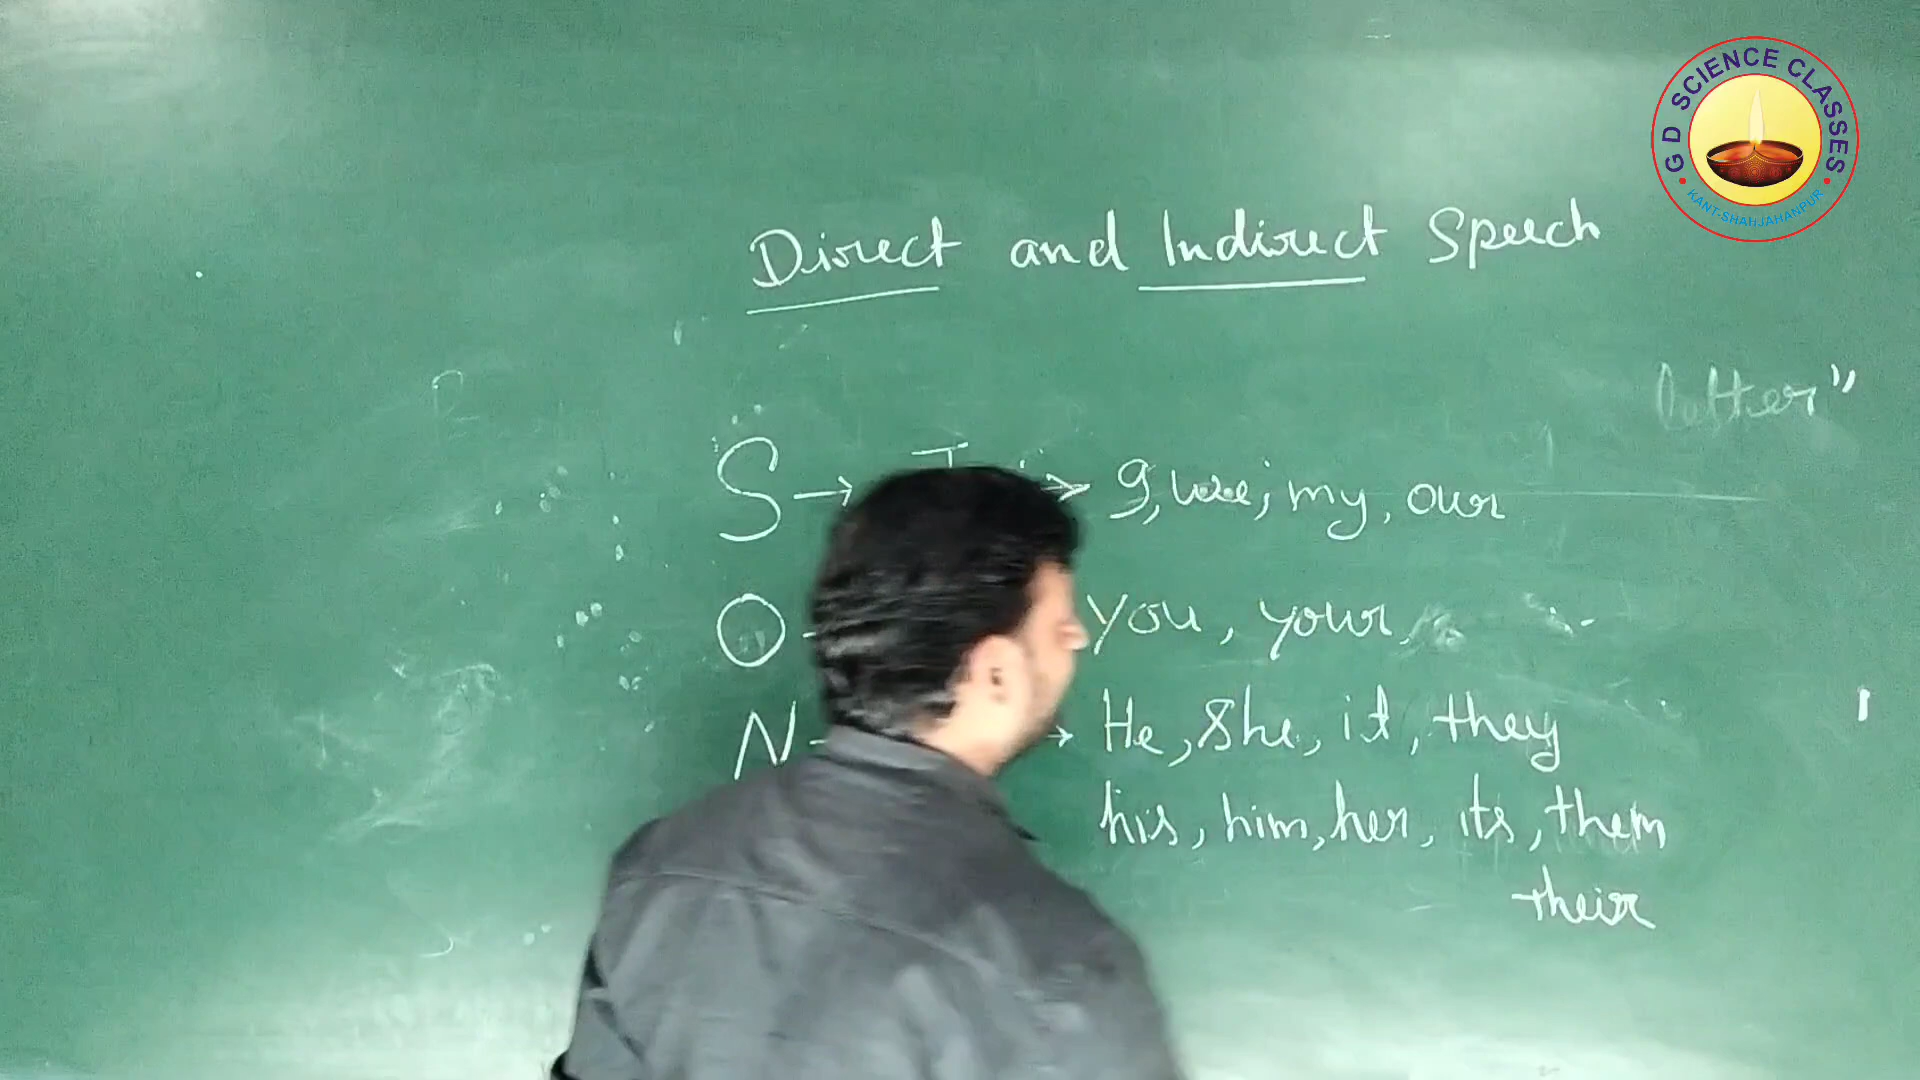 G D SCIENCE CLASSES
KANT-SHAHJAHANPUR
Direct and Indirect Speech
letter"
S → I → I, we, my, our
O you, your
N → He, she, it, they
his, him, her, its, them
their